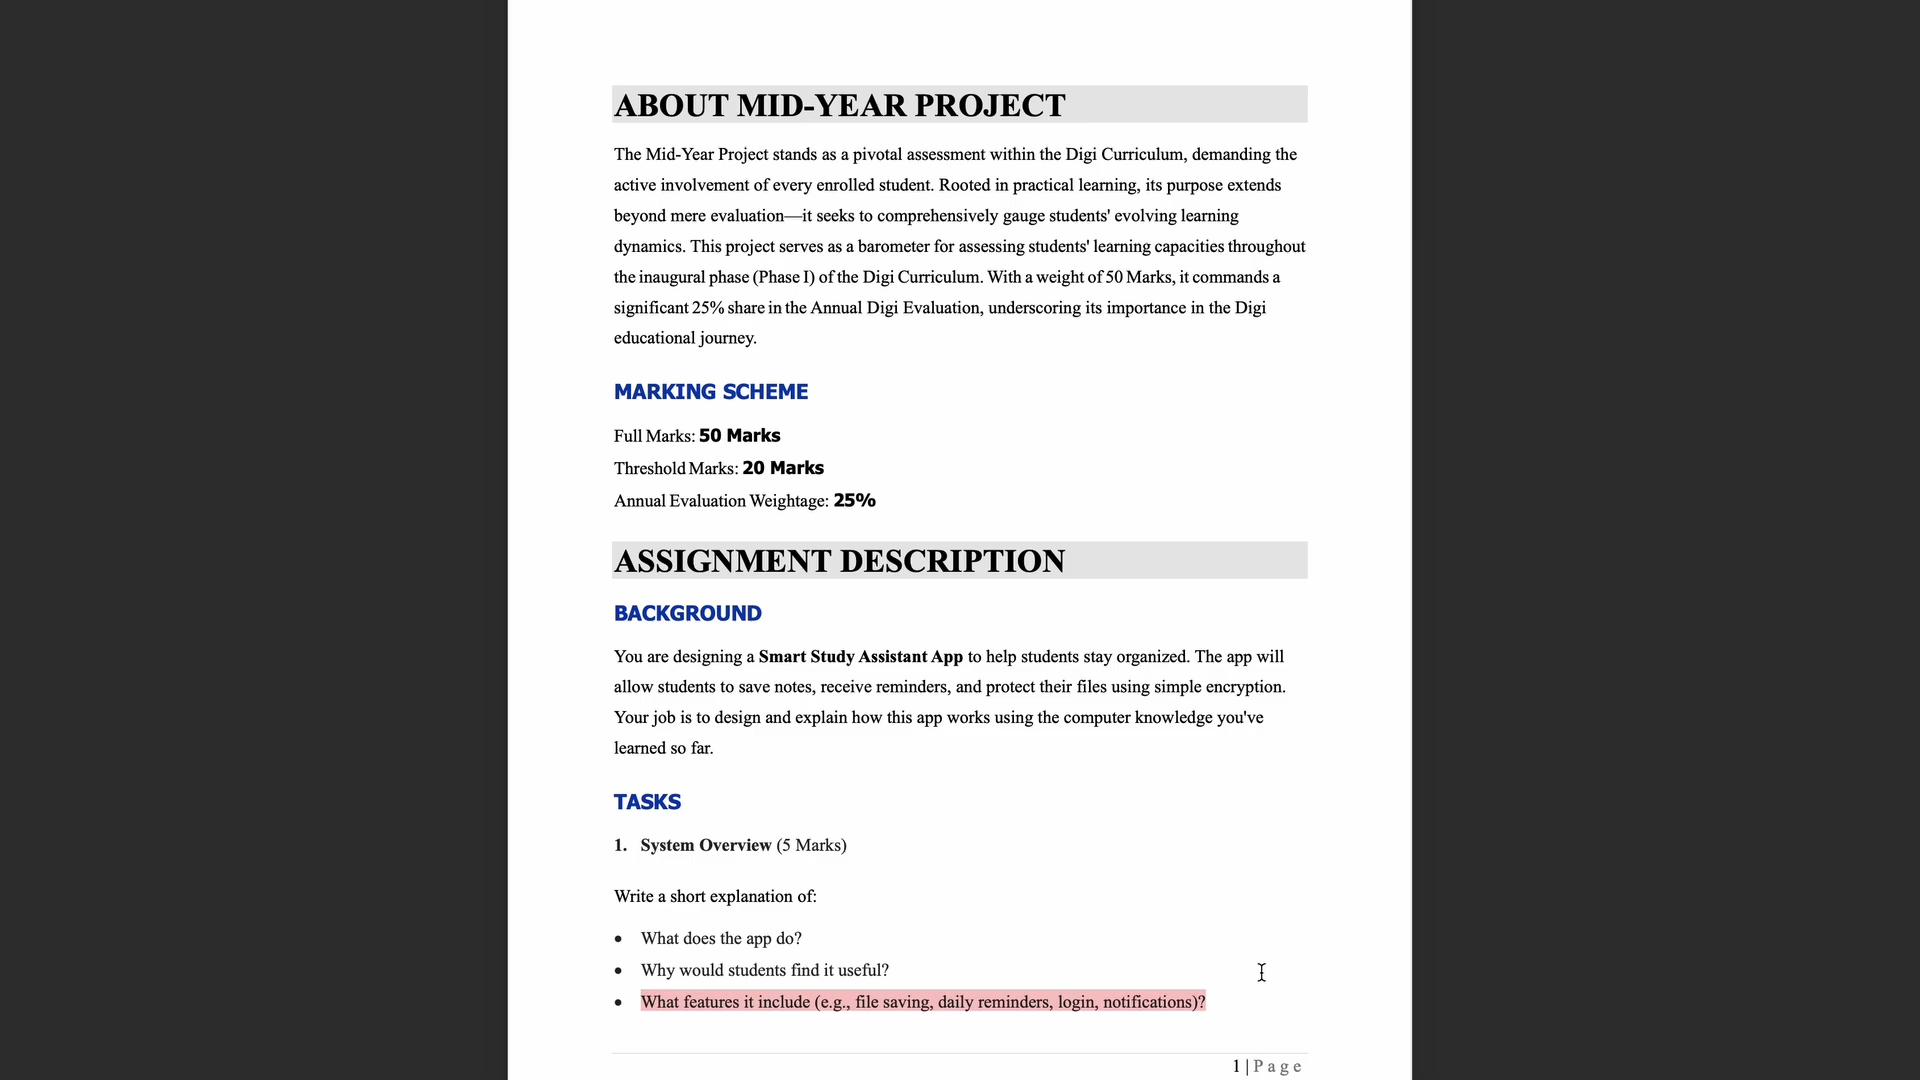 ABOUT MID-YEAR PROJECT
The Mid-Year Project stands as a pivotal assessment within the Digi Curriculum, demanding the
active involvement of every enrolled student. Rooted in practical learning, its purpose extends
beyond mere evaluation—it seeks to comprehensively gauge students' evolving learning
dynamics. This project serves as a barometer for assessing students' learning capacities throughout
the inaugural phase (Phase I) of the Digi Curriculum. With a weight of 50 Marks, it commands a
significant 25% share in the Annual Digi Evaluation, underscoring its importance in the Digi
educational journey.
MARKING SCHEME
Full Marks: 50 Marks
Threshold Marks: 20 Marks
Annual Evaluation Weightage: 25%
ASSIGNMENT DESCRIPTION
BACKGROUND
You are designing a Smart Study Assistant App to help students stay organized. The app will
allow students to save notes, receive reminders, and protect their files using simple encryption.
Your job is to design and explain how this app works using the computer knowledge you've
learned so far.
TASKS
1. System Overview (5 Marks)
Write a short explanation of:
• What does the app do?
• Why would students find it useful?
• What features it include (e.g., file saving, daily reminders, login, notifications)?
1 | Page